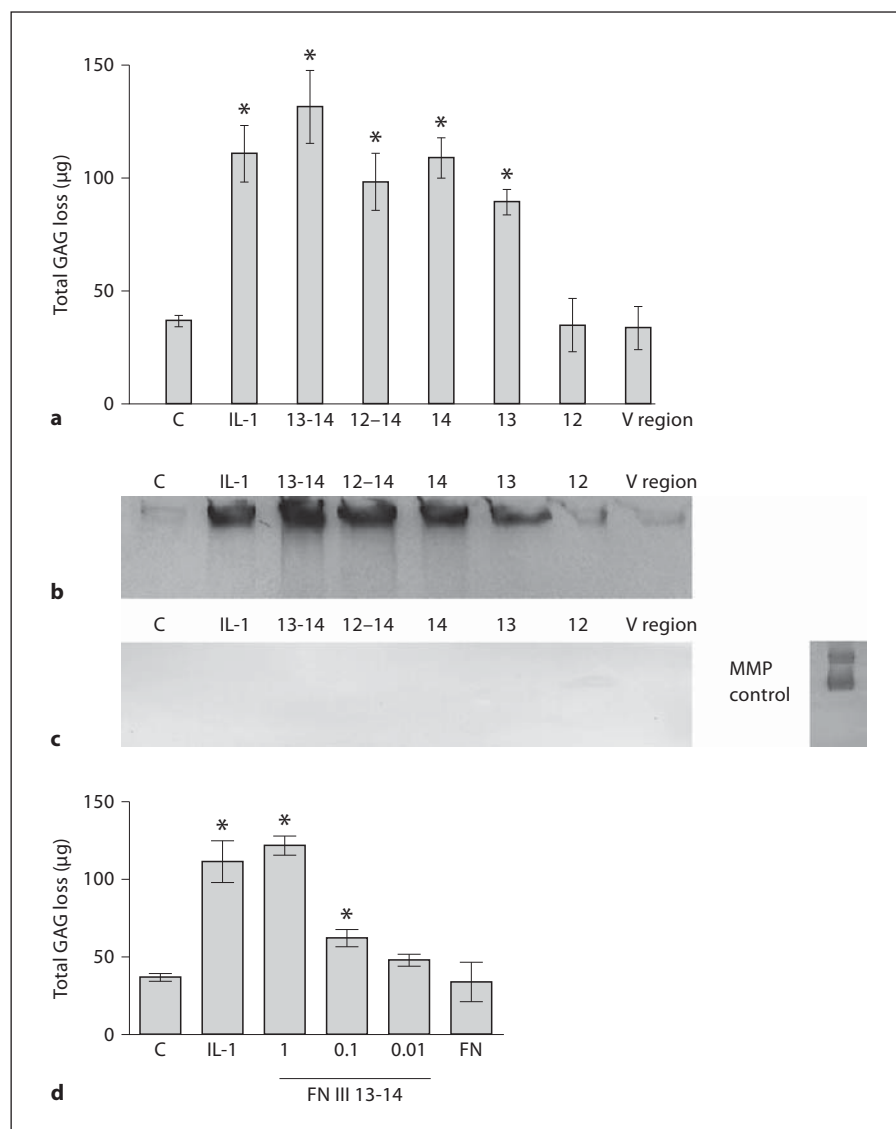 150
*
*
*
*
*
100
50
0
Total GAG loss (µg)
a
C IL-1 13-14 12–14 14 13 12 V region
C IL-1 13-14 12–14 14 13 12 V region
b
C IL-1 13-14 12–14 14 13 12 V region
MMP
control
c
150
* *
100
*
50
0
Total GAG loss (µg)
C IL-1 1 0.1 0.01 FN
FN III 13-14
d